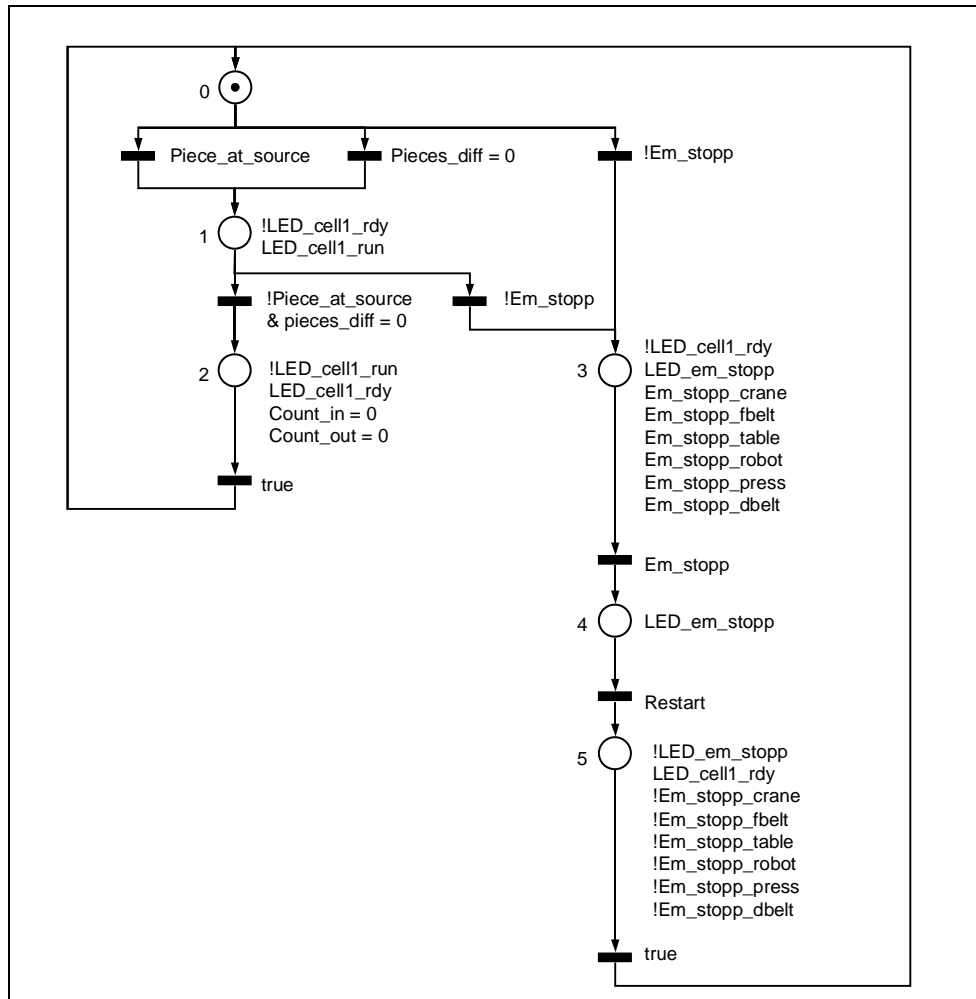 0
Piece_at_source
Pieces_diff = 0
!Em_stopp
1
!LED_cell1_rdy
LED_cell1_run
!Piece_at_source
& pieces_diff = 0
!Em_stopp
2
!LED_cell1_run
LED_cell1_rdy
Count_in = 0
Count_out = 0
true
3
!LED_cell1_rdy
LED_em_stopp
Em_stopp_crane
Em_stopp_fbelt
Em_stopp_table
Em_stopp_robot
Em_stopp_press
Em_stopp_dbelt
Em_stopp
4
LED_em_stopp
Restart
5
!LED_em_stopp
LED_cell1_rdy
!Em_stopp_crane
!Em_stopp_fbelt
!Em_stopp_table
!Em_stopp_robot
!Em_stopp_press
!Em_stopp_dbelt
true